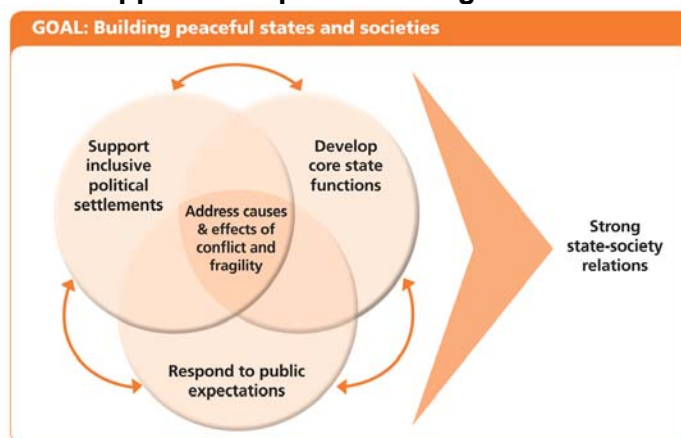 GOAL: Building peaceful states and societies
Support
inclusive
political
settlements
Develop
core state
functions
Address causes
& effects of
conflict and
fragility
Respond to public
expectations
Strong
state-society
relations